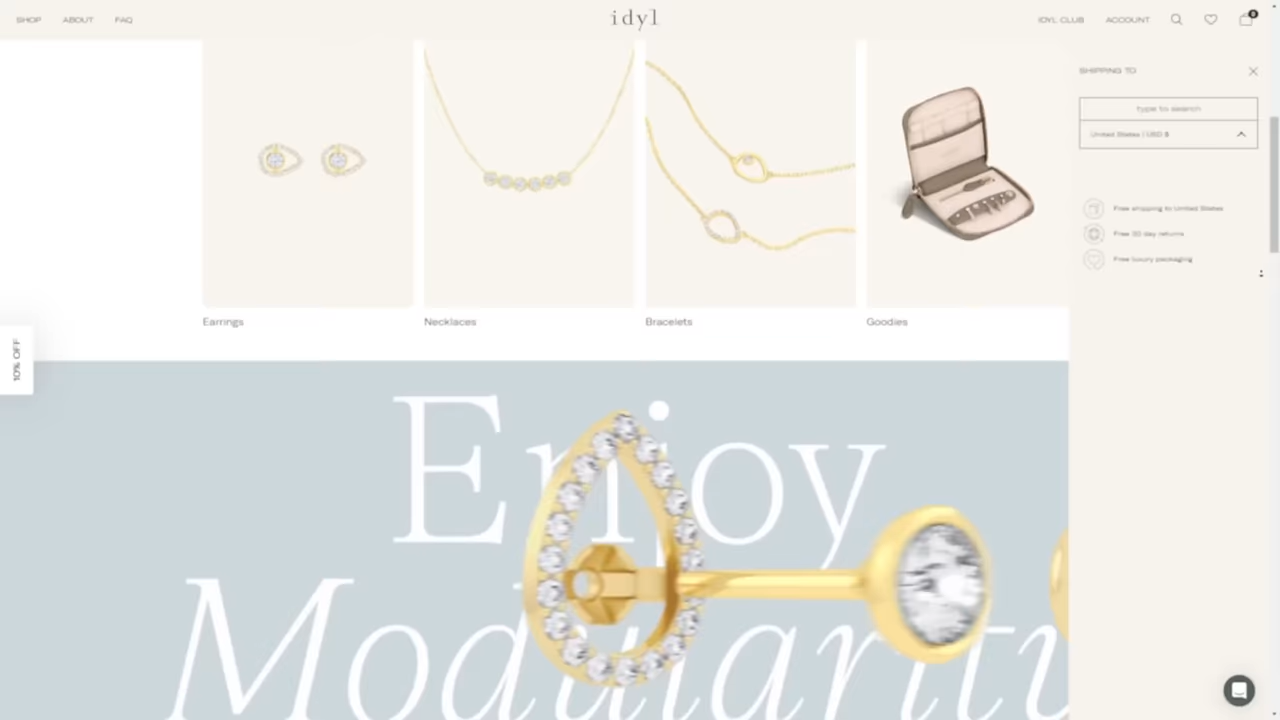 SHOP ABOUT FAQ
idyl
IDYL CLUB ACCOUNT
0
SHIPPING TO
type to search
United States | USD $
Free shipping to United States
Free 30 day returns
Free luxury packaging
Earrings
Necklaces
Bracelets
Goodies
10% OFF
Enjoy
Modularity